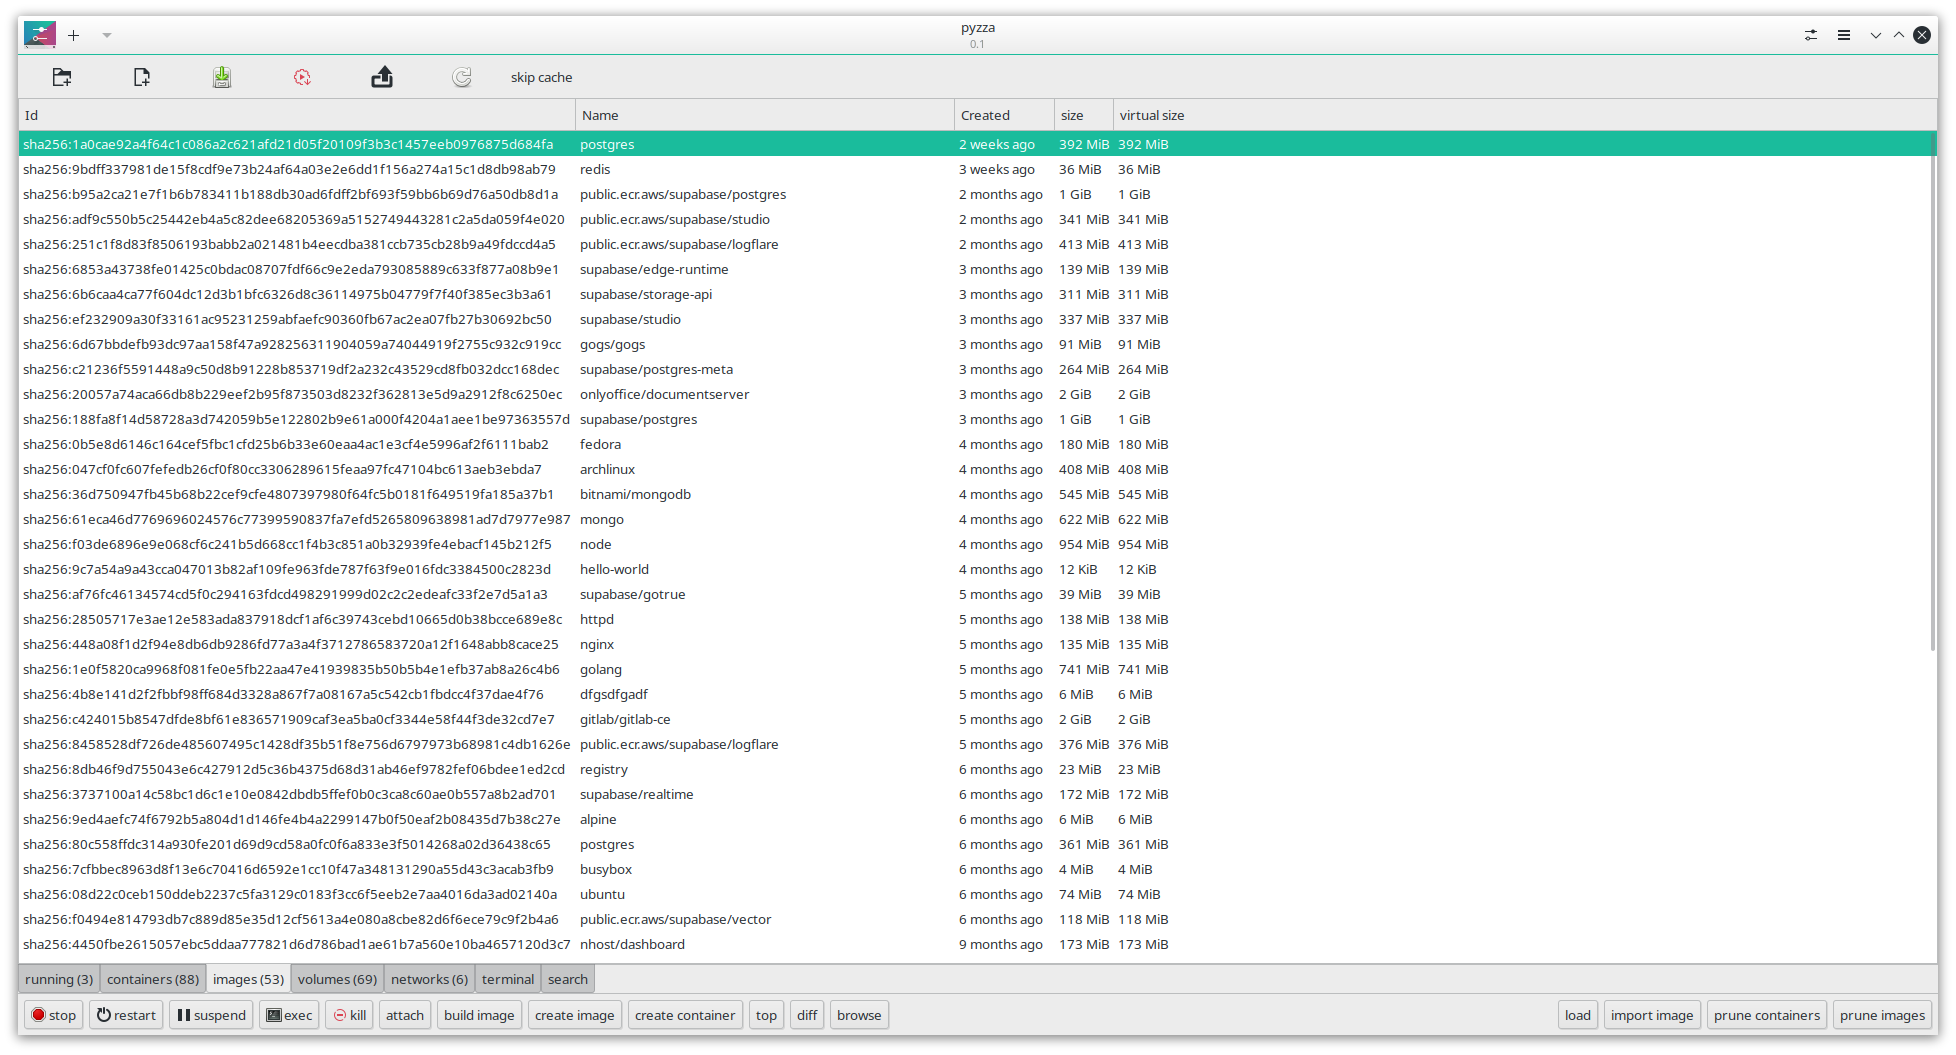 pyzza
0.1
skip cache
Id Name Created size virtual size
sha256:1a0cae92a4f64c1c086a2c621afd21d05f20109f3b3c1457eeb0976875d684fa postgres 2 weeks ago 392 MiB 392 MiB
sha256:9bdff337981de15f8cdf9e73b24af64a03e2e6dd1f156a274a15c1d8db98ab79 redis 3 weeks ago 36 MiB 36 MiB
sha256:b95a2ca21e7f1b6b783411b188db30ad6fdff2bf693f59bb6b69d76a50db8d1a public.ecr.aws/supabase/postgres 2 months ago 1 GiB 1 GiB
sha256:adf9c550b5c25442eb4a5c82dee68205369a5152749443281c2a5da059f4e020 public.ecr.aws/supabase/studio 2 months ago 341 MiB 341 MiB
sha256:251c1f8d83f8506193babb2a021481b4eecdba381ccb735cb28b9a49fdccd4a5 public.ecr.aws/supabase/logflare 2 months ago 413 MiB 413 MiB
sha256:6853a43738fe01425c0bdac08707fdf66c9e2eda793085889c633f877a08b9e1 supabase/edge-runtime 3 months ago 139 MiB 139 MiB
sha256:6b6caa4ca77f604dc12d3b1bfc6326d8c36114975b04779f7f40f385ec3b3a61 supabase/storage-api 3 months ago 311 MiB 311 MiB
sha256:ef232909a30f33161ac95231259abfaefc90360fb67ac2ea07fb27b30692bc50 supabase/studio 3 months ago 337 MiB 337 MiB
sha256:6d67bbdefb93dc97aa158f47a928256311904059a74044919f2755c932c919cc gogs/gogs 3 months ago 91 MiB 91 MiB
sha256:c21236f5591448a9c50d8b91228b853719df2a232c43529cd8fb032dcc168dec supabase/postgres-meta 3 months ago 264 MiB 264 MiB
sha256:20057a74aca66db8b229eef2b95f873503d8232f362813e5d9a2912f8c6250ec onlyoffice/documentserver 3 months ago 2 GiB 2 GiB
sha256:188fa8f14d58728a3d742059b5e122802b9e61a000f4204a1aee1be97363557d supabase/postgres 3 months ago 1 GiB 1 GiB
sha256:0b5e8d6146c164cef5fbc1cfd25b6b33e60eaa4ac1e3cf4e5996af2f6111bab2 fedora 4 months ago 180 MiB 180 MiB
sha256:047cf0fc607fefedb26cf0f80cc3306289615feaa97fc47104bc613aeb3ebda7 archlinux 4 months ago 408 MiB 408 MiB
sha256:36d750947fb45b68b22cef9cfe4807397980f64fc5b0181f649519fa185a37b1 bitnami/mongodb 4 months ago 545 MiB 545 MiB
sha256:61eca46d7769696024576c77399590837fa7efd5265809638981ad7d7977e987 mongo 4 months ago 622 MiB 622 MiB
sha256:f03de6896e9e068cf6c241b5d668cc1f4b3c851a0b32939fe4ebacf145b212f5 node 4 months ago 954 MiB 954 MiB
sha256:9c7a54a9a43cca047013b82af109fe963fde787f63f9e016fdc3384500c2823d hello-world 4 months ago 12 KiB 12 KiB
sha256:af76fc46134574cd5f0c294163fdcd498291999d02c2c2edeafc33f2e7d5a1a3 supabase/gotrue 5 months ago 39 MiB 39 MiB
sha256:28505717e3ae12e583ada837918dcf1af6c39743cebd10665d0b38bcce689e8c httpd 5 months ago 138 MiB 138 MiB
sha256:448a08f1d2f94e8db6db9286fd77a3a4f3712786583720a12f1648abb8cace25 nginx 5 months ago 135 MiB 135 MiB
sha256:1e0f5820ca9968f081fe0e5fb22aa47e41939835b50b5b4e1efb37ab8a26c4b6 golang 5 months ago 741 MiB 741 MiB
sha256:4b8e141d2f2fbbf98ff684d3328a867f7a08167a5c542cb1fbdcc4f37dae4f76 dfgsdfgadf 5 months ago 6 MiB 6 MiB
sha256:c424015b8547dfde8bf61e836571909caf3ea5ba0cf3344e58f44f3de32cd7e7 gitlab/gitlab-ce 5 months ago 2 GiB 2 GiB
sha256:8458528df726de485607495c1428df35b51f8e756d6797973b68981c4db1626e public.ecr.aws/supabase/logflare 5 months ago 376 MiB 376 MiB
sha256:8db46f9d755043e6c427912d5c36b4375d68d31ab46ef9782fef06bdee1ed2cd registry 6 months ago 23 MiB 23 MiB
sha256:3737100a14c58bc1d6c1e10e0842dbdb5ffef0b0c3ca8c60ae0b557a8b2ad701 supabase/realtime 6 months ago 172 MiB 172 MiB
sha256:9ed4aefc74f6792b5a804d1d146fe4b4a2299147b0f50eaf2b08435d7b38c27e alpine 6 months ago 6 MiB 6 MiB
sha256:80c558ffdc314a930fe201d69d9cd58a0fc0f6a833e3f5014268a02d36438c65 postgres 6 months ago 361 MiB 361 MiB
sha256:7cfbbec8963d8f13e6c70416d6592e1cc10f47a348131290a55d43c3acab3fb9 busybox 6 months ago 4 MiB 4 MiB
sha256:08d22c0ceb150ddeb2237c5fa3129c0183f3cc6f5eeb2e7aa4016da3ad02140a ubuntu 6 months ago 74 MiB 74 MiB
sha256:f0494e814793db7c889d85e35d12cf5613a4e080a8cbe82d6f6ece79c9f2b4a6 public.ecr.aws/supabase/vector 6 months ago 118 MiB 118 MiB
sha256:4450fbe2615057ebc5ddaa777821d6d786bad1ae61b7a560e10ba4657120d3c7 nhost/dashboard 9 months ago 173 MiB 173 MiB
running (3) containers (88) images (53) volumes (69) networks (6) terminal search
stop restart suspend exec kill attach build image create image create container top diff browse load import image prune containers prune images